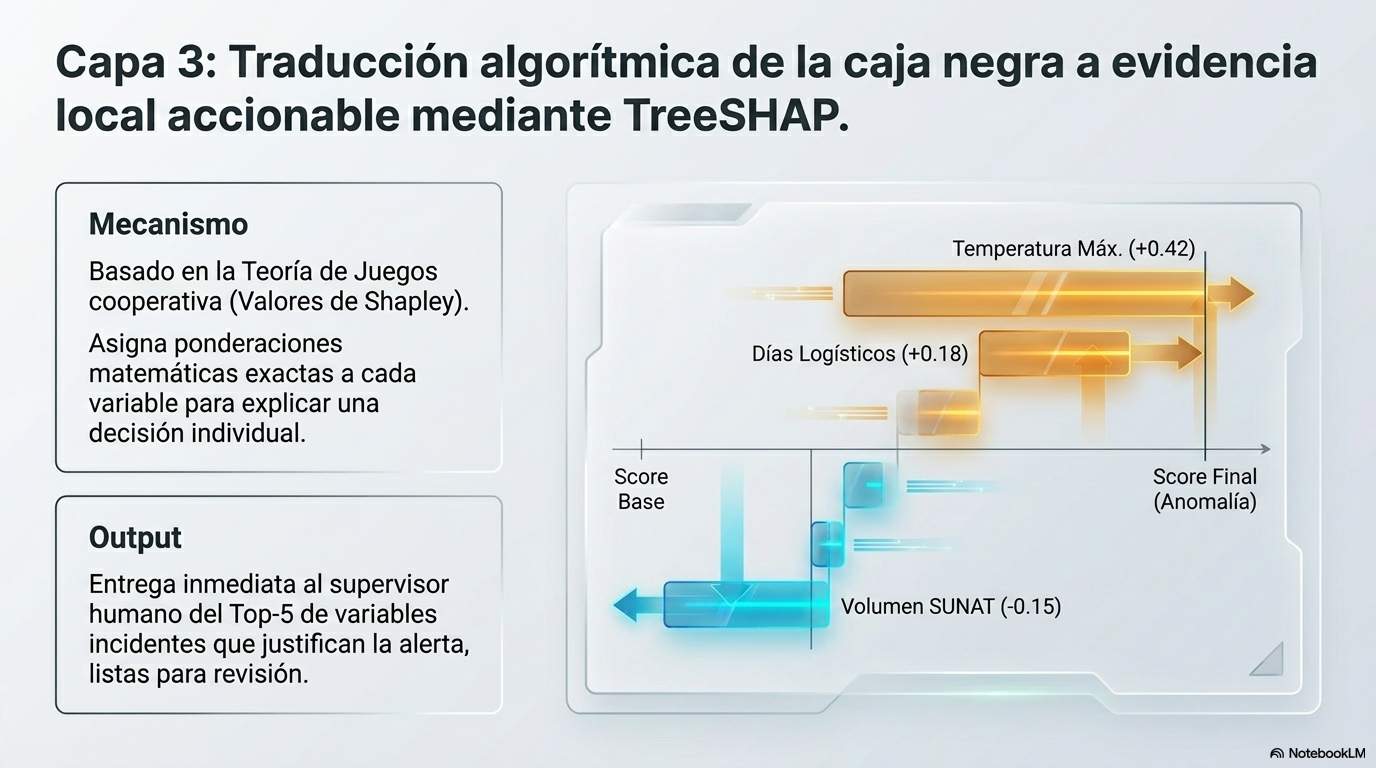 Capa 3: Traducción algorítmica de la caja negra a evidencia
local accionable mediante TreeSHAP.
Mecanismo
Basado en la Teoría de Juegos
cooperativa (Valores de Shapley).
Asigna ponderaciones
matemáticas exactas a cada
variable para explicar una
decisión individual.
Output
Entrega inmediata al supervisor
humano del Top-5 de variables
incidentes que justifican la alerta,
listas para revisión.
Temperatura Máx. (+0.42)
Días Logísticos (+0.18)
Score
Base
Score Final
(Anomalía)
Volumen SUNAT (-0.15)
NotebookLM